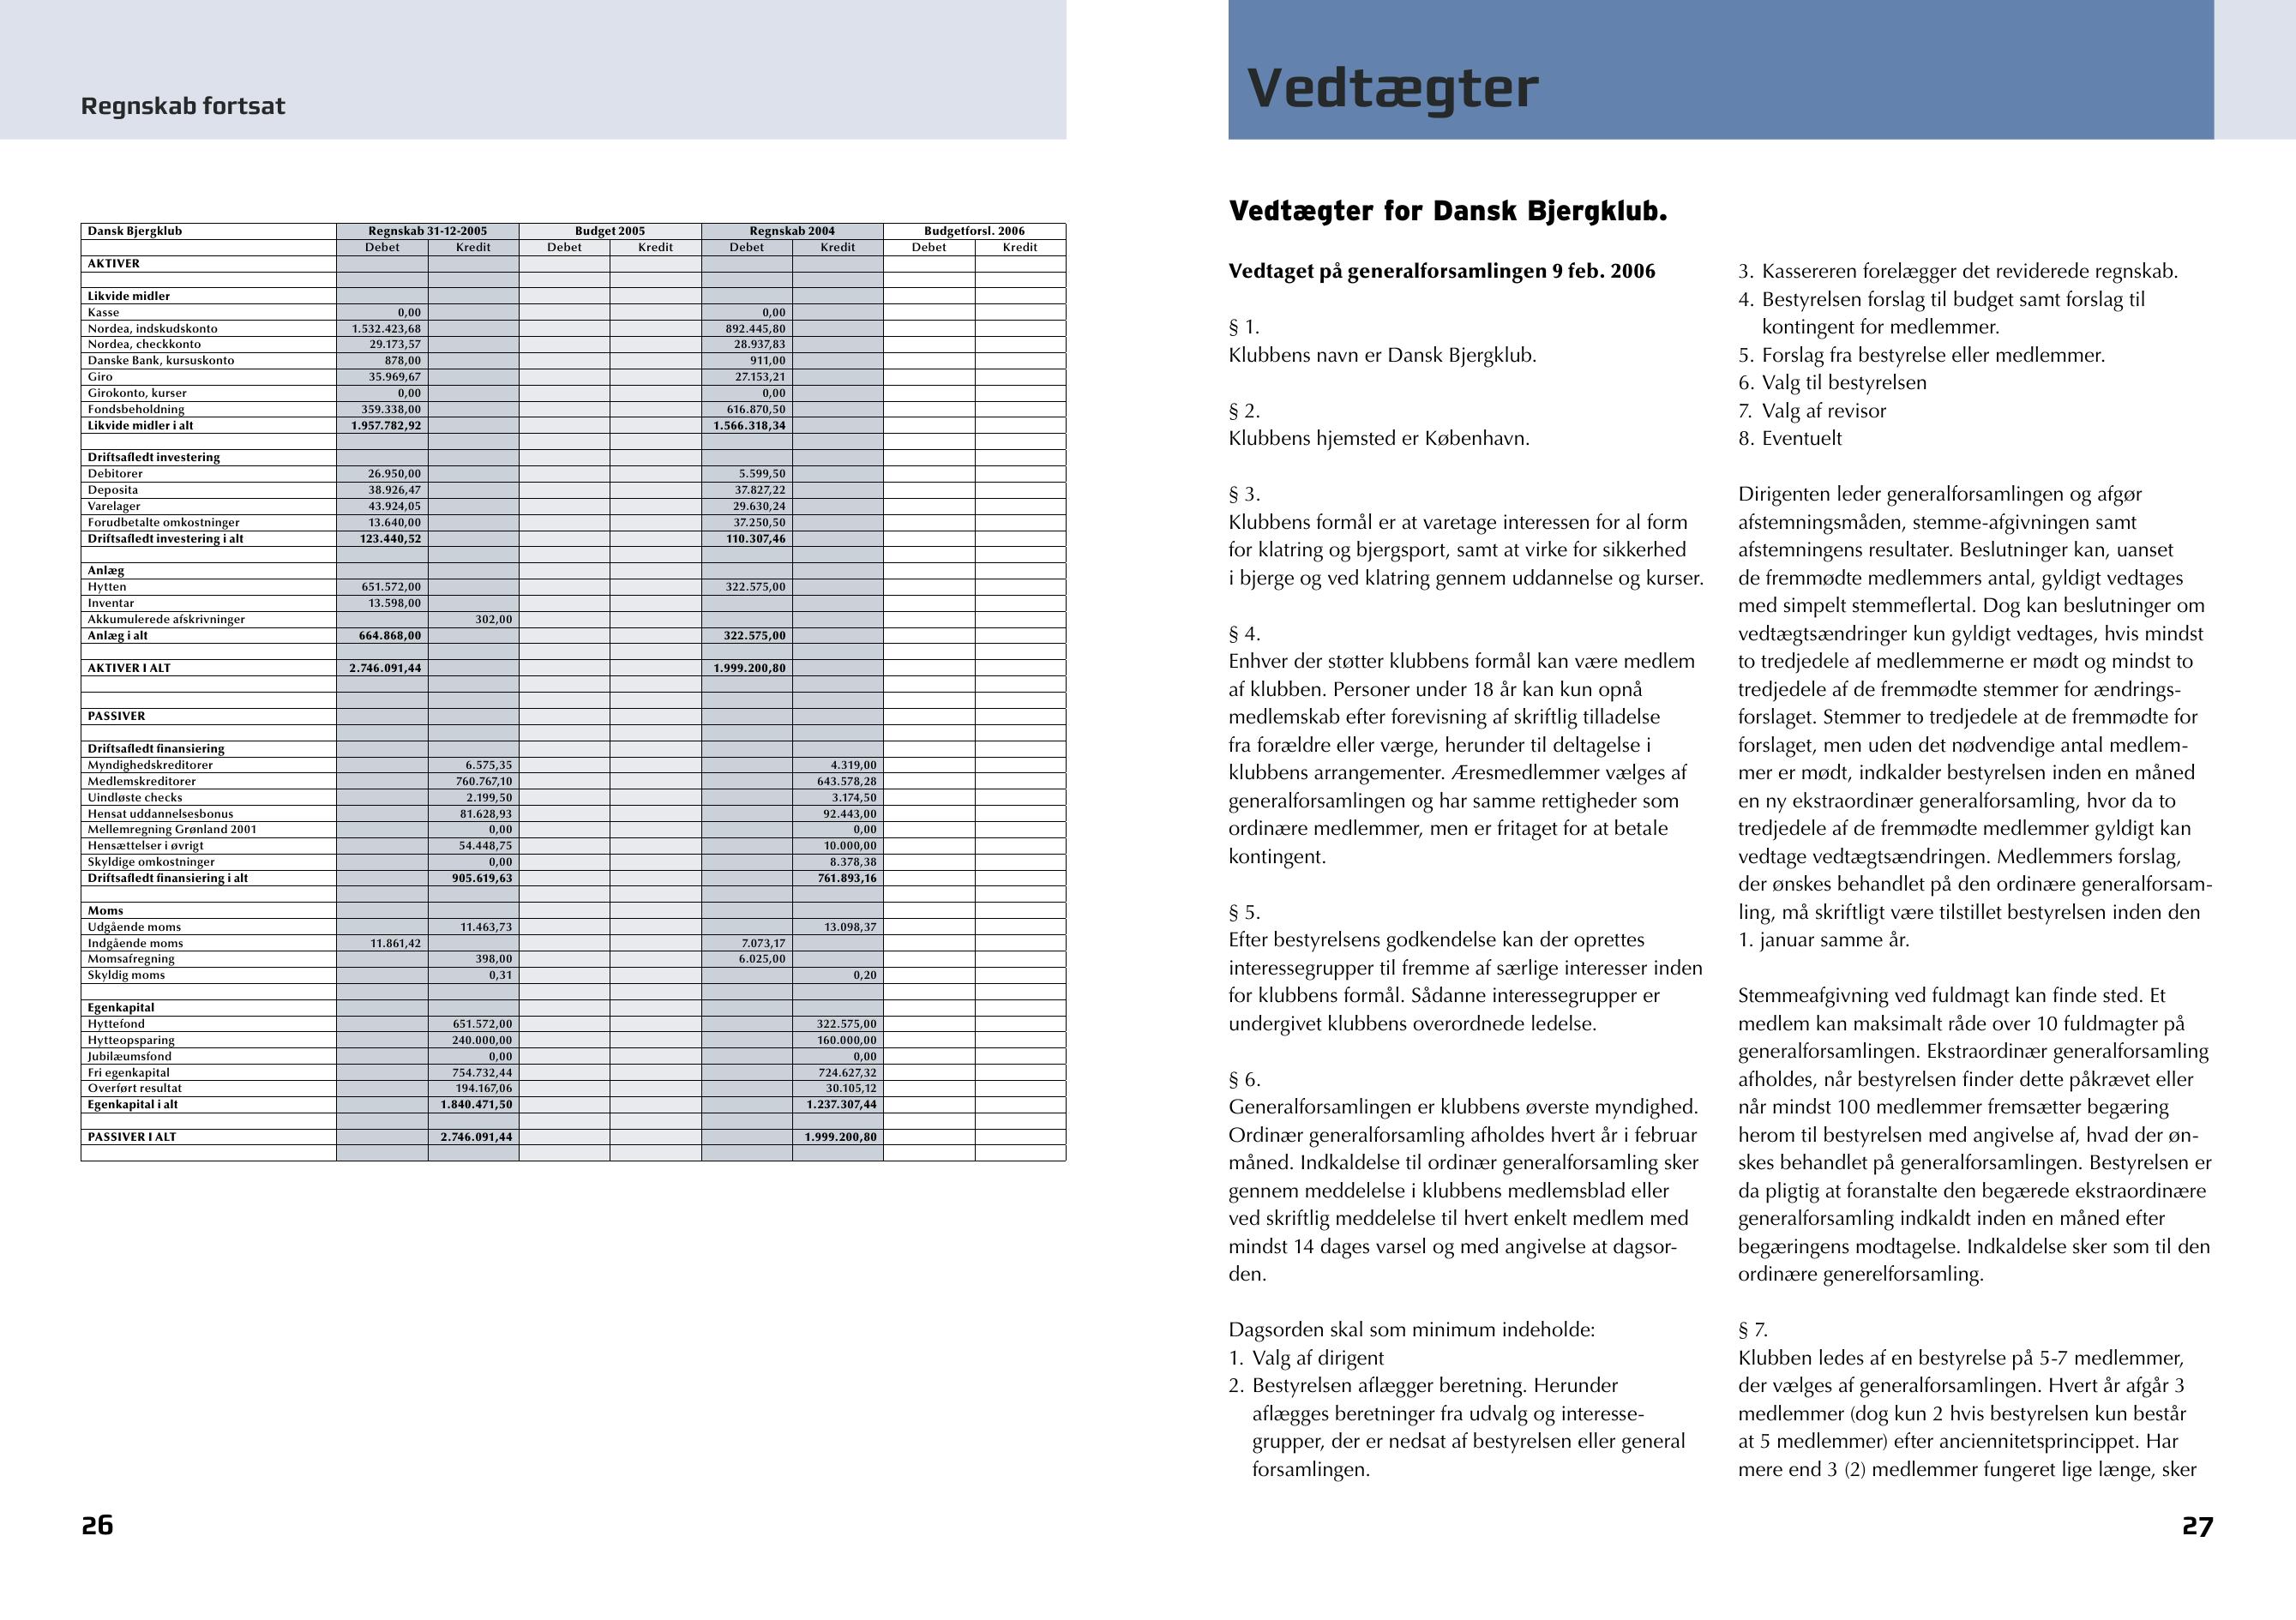 Regnskab fortsat
Dansk Bjergklub Regnskab 31-12-2005 Budget 2005 Regnskab 2004 Budgetforsl. 2006
Debet Kredit Debet Kredit Debet Kredit Debet Kredit
AKTIVER
Likvide midler
Kasse 0,00 0,00
Nordea, indskudskonto 1.532.423,68 892.445,80
Nordea, checkkonto 29.173,57 28.937,83
Danske Bank, kursuskonto 878,00 911,00
Giro 35.969,67 27.153,21
Girokonto, kurser 0,00 0,00
Fondsbeholdning 359.338,00 616.870,50
Likvide midler i alt 1.957.782,92 1.566.318,34
Driftsafledt investering
Debitorer 26.950,00 5.599,50
Deposita 38.926,47 37.827,22
Varelager 43.924,05 29.630,24
Forudbetalte omkostninger 13.640,00 37.250,50
Driftsafledt investering i alt 123.440,52 110.307,46
Anlæg
Hytten 651.572,00 322.575,00
Inventar 13.598,00
Akkumulerede afskrivninger 302,00
Anlæg i alt 664.868,00 322.575,00
AKTIVER I ALT 2.746.091,44 1.999.200,80
PASSIVER
Driftsafledt finansiering
Myndighedskreditorer 6.575,35 4.319,00
Medlemskreditorer 760.767,10 643.578,28
Uindløste checks 2.199,50 3.174,50
Hensat uddannelsesbonus 81.628,93 92.443,00
Mellemregning Grønland 2001 0,00 0,00
Hensættelser i øvrigt 54.448,75 10.000,00
Skyldige omkostninger 0,00 8.378,38
Driftsafledt finansiering i alt 905.619,63 761.893,16
Moms
Udgående moms 11.463,73 13.098,37
Indgående moms 11.861,42 7.073,17
Momsafregning 398,00 6.025,00
Skyldig moms 0,31 0,20
Egenkapital
Hyttefond 651.572,00 322.575,00
Hytteopsparing 240.000,00 160.000,00
Jubilæumsfond 0,00 0,00
Fri egenkapital 754.732,44 724.627,32
Overført resultat 194.167,06 30.105,12
Egenkapital i alt 1.840.471,50 1.237.307,44
PASSIVER I ALT 2.746.091,44 1.999.200,80
26
Vedtægter
Vedtægter for Dansk Bjergklub.
Vedtaget på generalforsamlingen 9 feb. 2006
§ 1.
Klubbens navn er Dansk Bjergklub.
§ 2.
Klubbens hjemsted er København.
§ 3.
Klubbens formål er at varetage interessen for al form
for klatring og bjergsport, samt at virke for sikkerhed
i bjerge og ved klatring gennem uddannelse og kurser.
§ 4.
Enhver der støtter klubbens formål kan være medlem
af klubben. Personer under 18 år kan kun opnå
medlemskab efter forevisning af skriftlig tilladelse
fra forældre eller værge, herunder til deltagelse i
klubbens arrangementer. Æresmedlemmer vælges af
generalforsamlingen og har samme rettigheder som
ordinære medlemmer, men er fritaget for at betale
kontingent.
§ 5.
Efter bestyrelsens godkendelse kan der oprettes
interessegrupper til fremme af særlige interesser inden
for klubbens formål. Sådanne interessegrupper er
undergivet klubbens overordnede ledelse.
§ 6.
Generalforsamlingen er klubbens øverste myndighed.
Ordinær generalforsamling afholdes hvert år i februar
måned. Indkaldelse til ordinær generalforsamling sker
gennem meddelelse i klubbens medlemsblad eller
ved skriftlig meddelelse til hvert enkelt medlem med
mindst 14 dages varsel og med angivelse at dagsor-
den.
Dagsorden skal som minimum indeholde:
1. Valg af dirigent
2. Bestyrelsen aflægger beretning. Herunder
aflægges beretninger fra udvalg og interesse-
grupper, der er nedsat af bestyrelsen eller general
forsamlingen.
3. Kassereren forelægger det reviderede regnskab.
4. Bestyrelsen forslag til budget samt forslag til
kontingent for medlemmer.
5. Forslag fra bestyrelse eller medlemmer.
6. Valg til bestyrelsen
7. Valg af revisor
8. Eventuelt
Dirigenten leder generalforsamlingen og afgør
afstemningsmåden, stemme-afgivningen samt
afstemningens resultater. Beslutninger kan, uanset
de fremmødte medlemmers antal, gyldigt vedtages
med simpelt stemmeflertal. Dog kan beslutninger om
vedtægtsændringer kun gyldigt vedtages, hvis mindst
to tredjedele af medlemmerne er mødt og mindst to
tredjedele af de fremmødte stemmer for ændrings-
forslaget. Stemmer to tredjedele at de fremmødte for
forslaget, men uden det nødvendige antal medlem-
mer er mødt, indkalder bestyrelsen inden en måned
en ny ekstraordinær generalforsamling, hvor da to
tredjedele af de fremmødte medlemmer gyldigt kan
vedtage vedtægtsændringen. Medlemmers forslag,
der ønskes behandlet på den ordinære generalforsam-
ling, må skriftligt være tilstillet bestyrelsen inden den
1. januar samme år.
Stemmeafgivning ved fuldmagt kan finde sted. Et
medlem kan maksimalt råde over 10 fuldmagter på
generalforsamlingen. Ekstraordinær generalforsamling
afholdes, når bestyrelsen finder dette påkrævet eller
når mindst 100 medlemmer fremsætter begæring
herom til bestyrelsen med angivelse af, hvad der øn-
skes behandlet på generalforsamlingen. Bestyrelsen er
da pligtig at foranstalte den begærede ekstraordinære
generalforsamling indkaldt inden en måned efter
begæringens modtagelse. Indkaldelse sker som til den
ordinære generelforsamling.
§ 7.
Klubben ledes af en bestyrelse på 5-7 medlemmer,
der vælges af generalforsamlingen. Hvert år afgår 3
medlemmer (dog kun 2 hvis bestyrelsen kun består
at 5 medlemmer) efter anciennitetsprincippet. Har
mere end 3 (2) medlemmer fungeret lige længe, sker
27